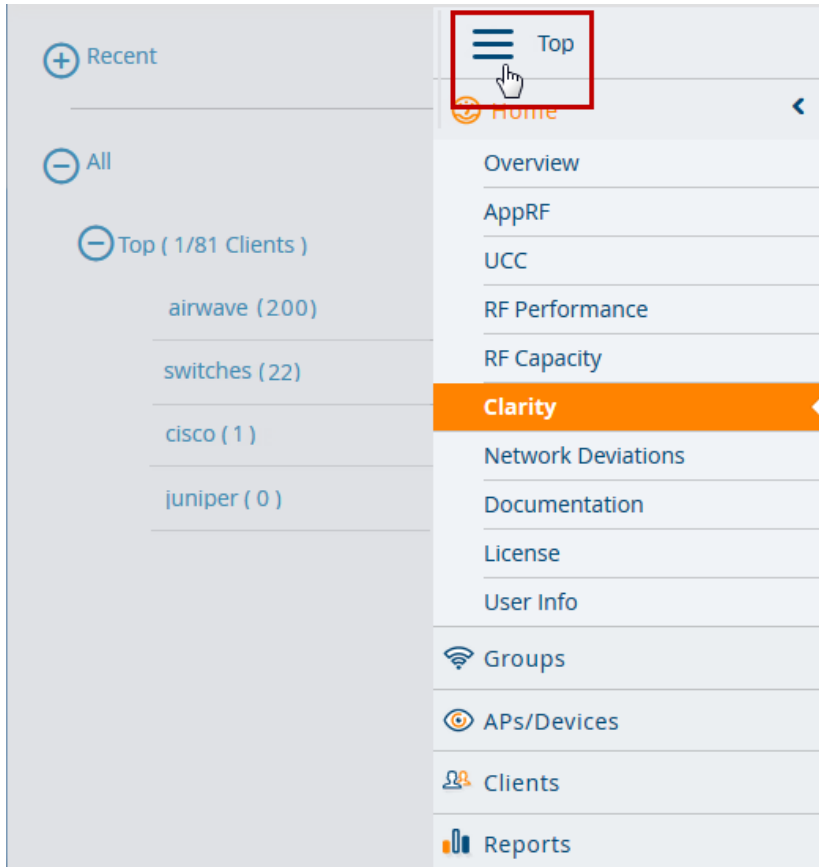 Recent
All
Top ( 1/81 Clients )
airwave (200)
switches (22)
cisco ( 1 )
juniper ( 0 )
Top
Home
Overview
AppRF
UCC
RF Performance
RF Capacity
Clarity
Network Deviations
Documentation
License
User Info
Groups
APs/Devices
Clients
Reports